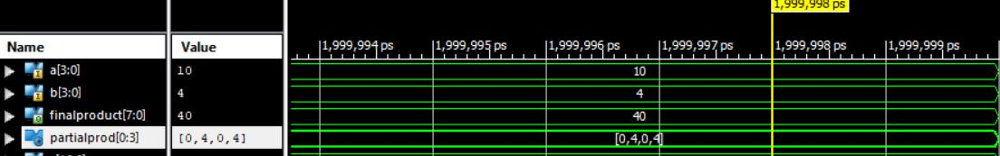 1,999,998 ps
Name Value
1,999,994 ps 1,999,995 ps 1,999,996 ps 1,999,997 ps 1,999,998 ps 1,999,999 ps
a[3:0] 10 10
b[3:0] 4 4
finalproduct[7:0] 40 40
partialprod[0:3] [0,4,0,4] [0,4,0,4]